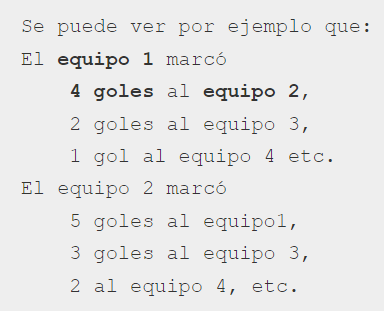 Se puede ver por ejemplo que:
El equipo 1 marcó
4 goles al equipo 2,
2 goles al equipo 3,
1 gol al equipo 4 etc.
El equipo 2 marcó
5 goles al equipo1,
3 goles al equipo 3,
2 al equipo 4, etc.